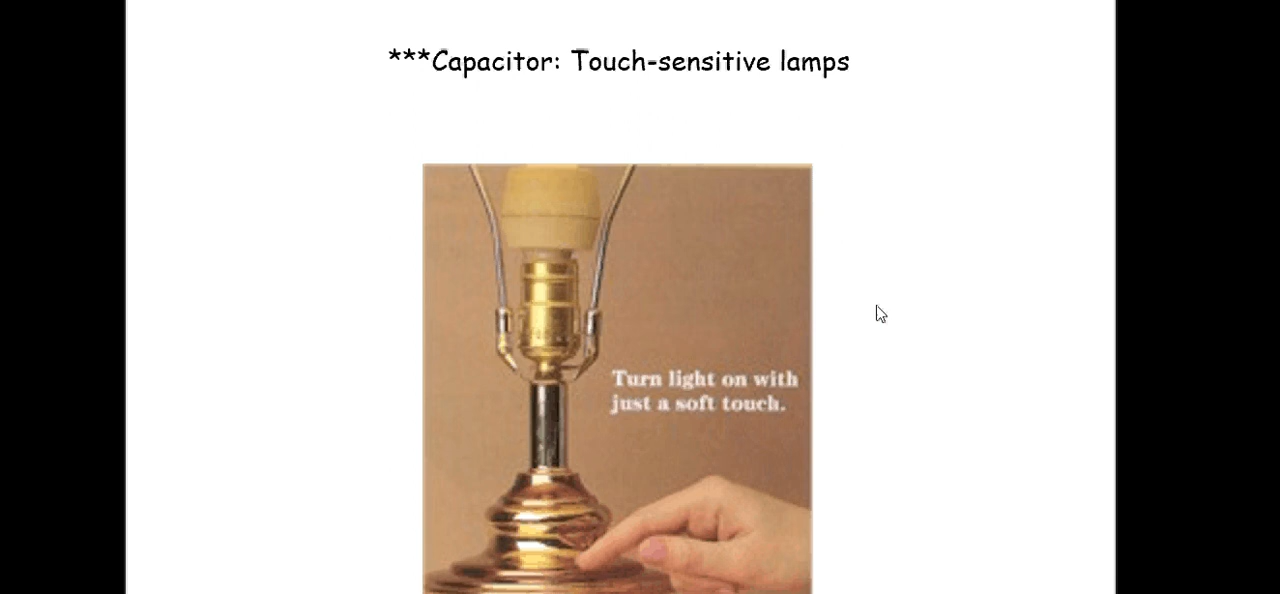 ***Capacitor: Touch-sensitive lamps
Turn light on with
just a soft touch.